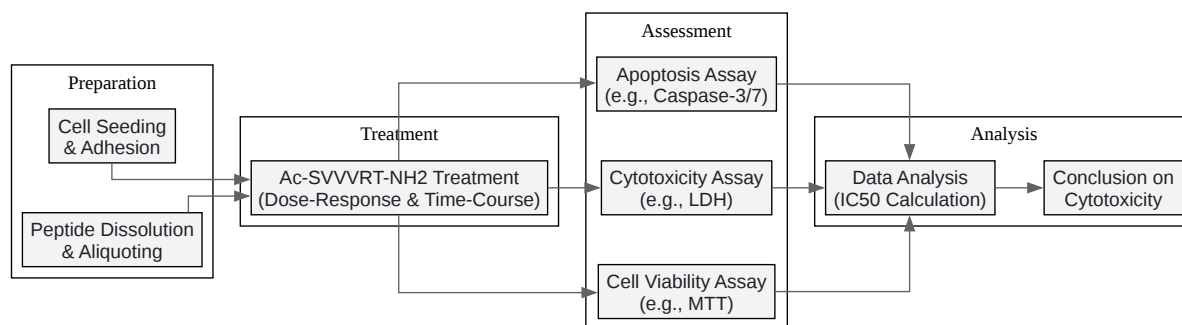 Preparation
Cell Seeding
& Adhesion
Peptide Dissolution
& Aliquoting
Treatment
Ac-SVVVRT-NH2 Treatment
(Dose-Response & Time-Course)
Assessment
Apoptosis Assay
(e.g., Caspase-3/7)
Cytotoxicity Assay
(e.g., LDH)
Cell Viability Assay
(e.g., MTT)
Analysis
Data Analysis
(IC50 Calculation)
Conclusion on
Cytotoxicity